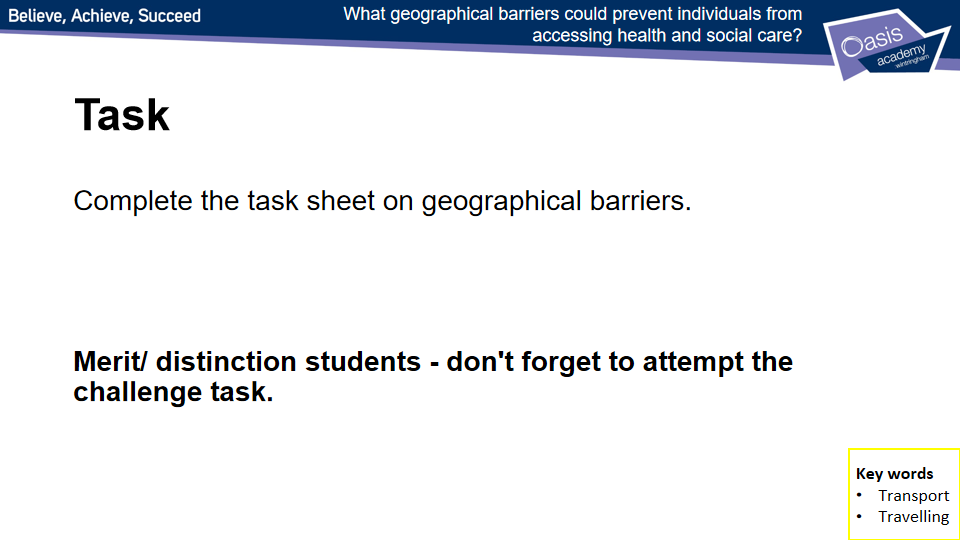 Believe, Achieve, Succeed
What geographical barriers could prevent individuals from
accessing health and social care?
Oasis
academy
wintringham
Task
Complete the task sheet on geographical barriers.
Merit/ distinction students - don't forget to attempt the
challenge task.
Key words
• Transport
• Travelling